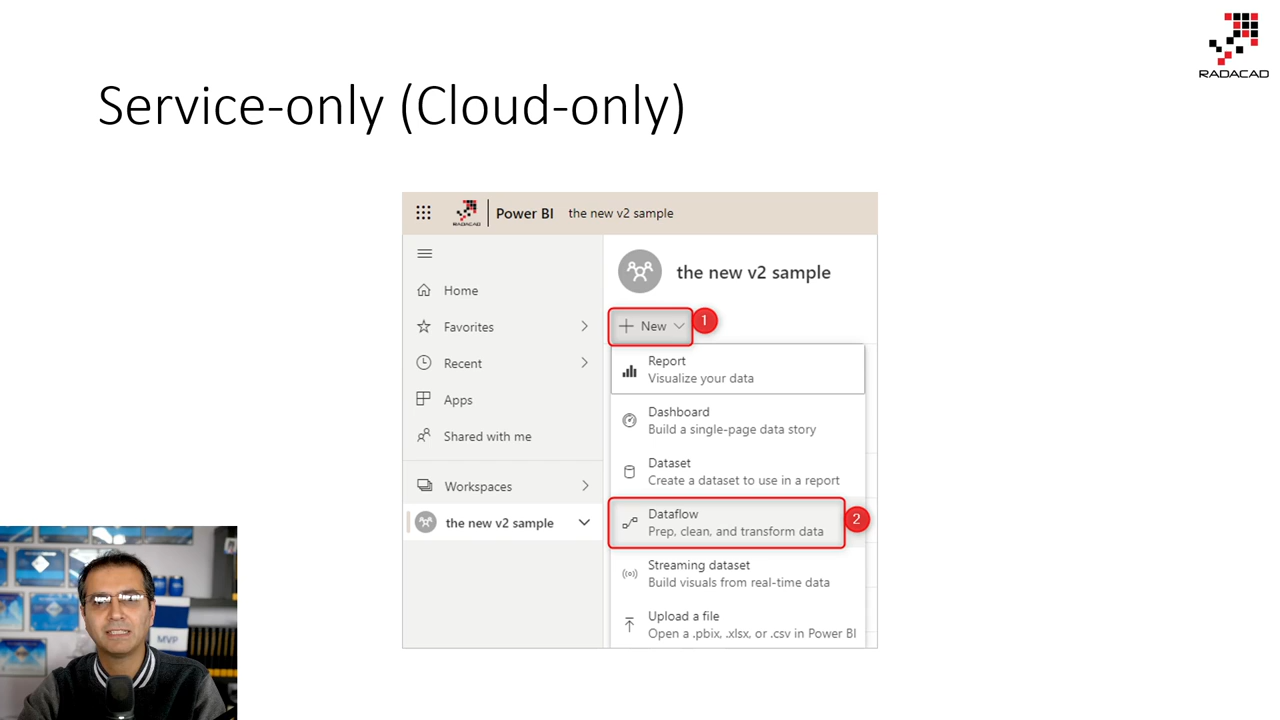 RADACAD
Service-only (Cloud-only)
RADACAD
Power BI
the new v2 sample
Home
Favorites
Recent
Apps
Shared with me
Workspaces
the new v2 sample
the new v2 sample
New
1
Report
Visualize your data
Dashboard
Build a single-page data story
Dataset
Create a dataset to use in a report
Dataflow
Prep, clean, and transform data
2
Streaming dataset
Build visuals from real-time data
Upload a file
Open a .pbix, .xlsx, or .csv in Power BI
MVP